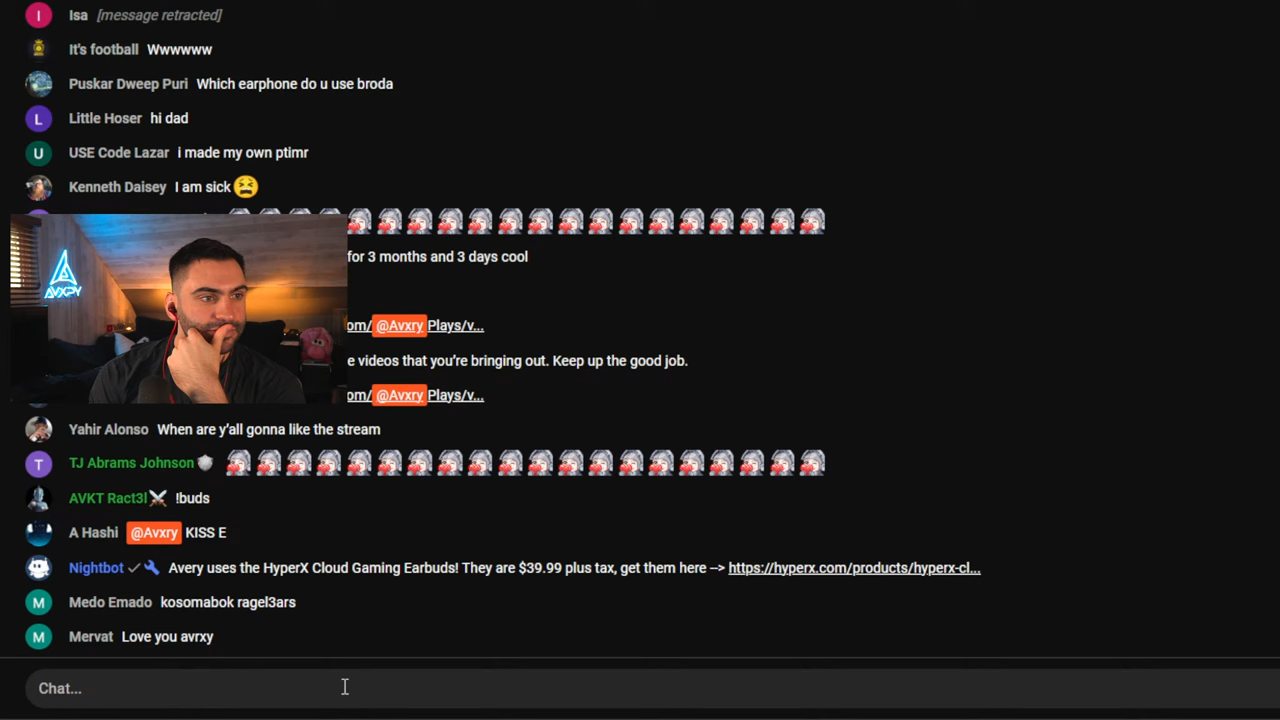 I
Isa [message retracted]
It's football Wwwwww
Puskar Dweep Puri Which earphone do u use broda
L
Little Hoser hi dad
U
USE Code Lazar i made my own ptimr
Kenneth Daisey I am sick
for 3 months and 3 days cool
AVXRY
om/ @Avxry Plays/v...
e videos that you're bringing out. Keep up the good job.
om/ @Avxry Plays/v...
Yahir Alonso When are y'all gonna like the stream
T
TJ Abrams Johnson
AVKT Ract3l !buds
A Hashi @Avxry KISS E
Nightbot Avery uses the HyperX Cloud Gaming Earbuds! They are $39.99 plus tax, get them here --> https://hyperx.com/products/hyperx-cl...
M
Medo Emado kosomabok ragel3ars
M
Mervat Love you avrxy
Chat...